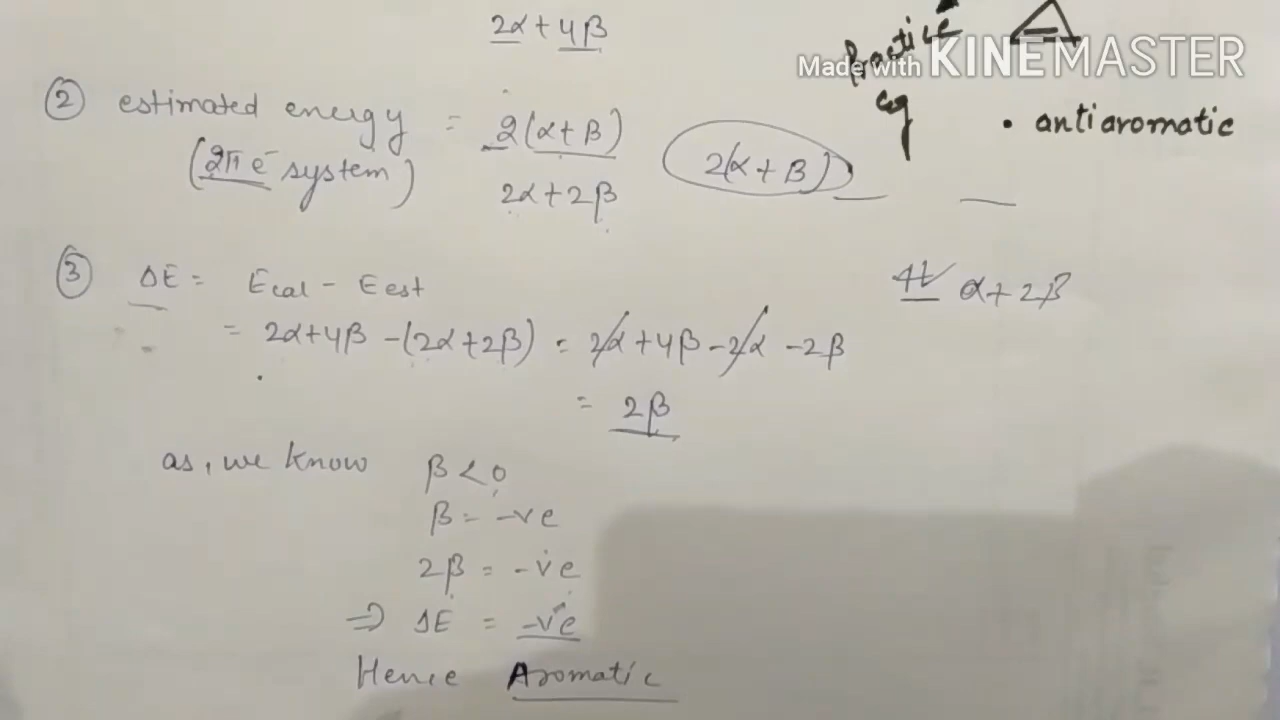 2α + 4β
Practice
Made with KINEMASTER
eg
• antiaromatic
② estimated energy = 2(α + β)
(2π e⁻ system)
2α + 2β
2(α + β)
α + 2β
③ ΔE = Ecal - Eest
= 2α + 4β - (2α + 2β) = 2α + 4β - 2α - 2β
= 2β
as, we know β < 0
β = -ve
2β = -ve
⇒ ΔE = -ve
Hence Aromatic